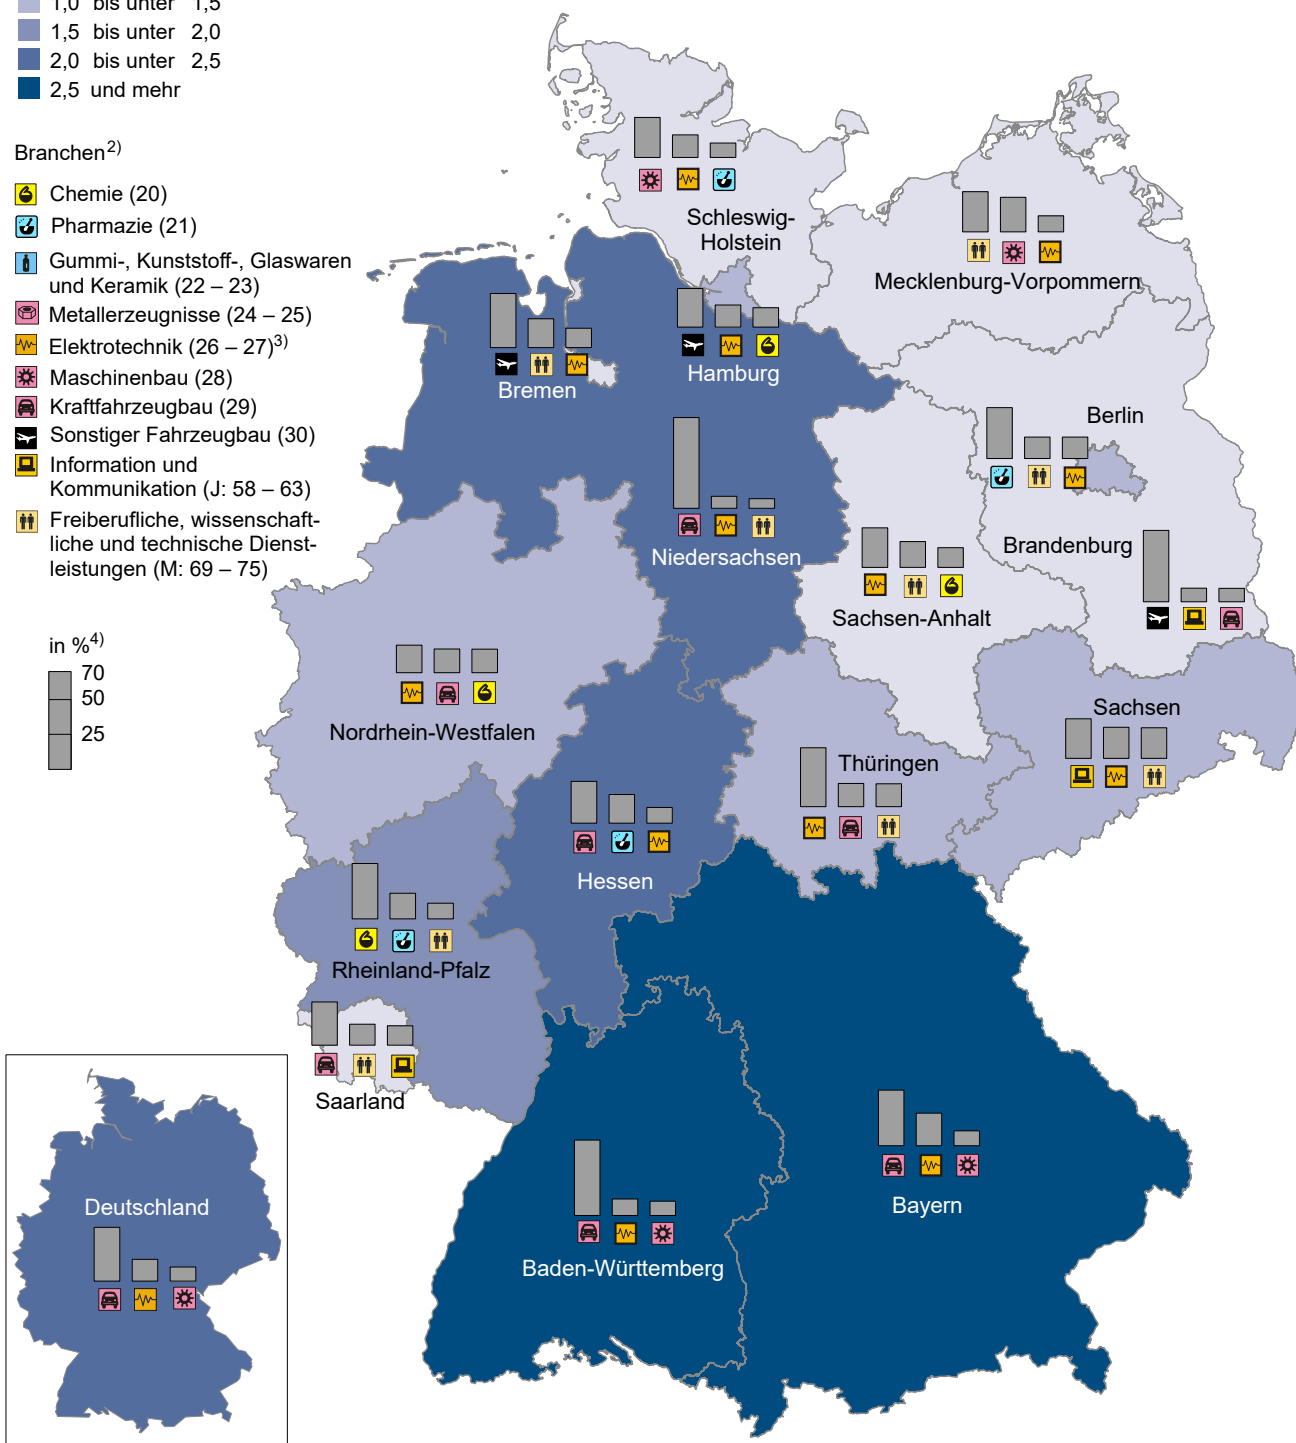 1,0 bis unter 1,5
1,5 bis unter 2,0
2,0 bis unter 2,5
2,5 und mehr
Branchen2)
Chemie (20)
Pharmazie (21)
Gummi-, Kunststoff-, Glaswaren
und Keramik (22 – 23)
Metallerzeugnisse (24 – 25)
Elektrotechnik (26 – 27)3)
Maschinenbau (28)
Kraftfahrzeugbau (29)
Sonstiger Fahrzeugbau (30)
Information und
Kommunikation (J: 58 – 63)
Freiberufliche, wissenschaft-
liche und technische Dienst-
leistungen (M: 69 – 75)
in %4)
70
50
25
Schleswig-
Holstein
Mecklenburg-Vorpommern
Bremen
Hamburg
Berlin
Niedersachsen
Brandenburg
Sachsen-Anhalt
Nordrhein-Westfalen
Sachsen
Thüringen
Hessen
Rheinland-Pfalz
Saarland
Bayern
Baden-Württemberg
Deutschland